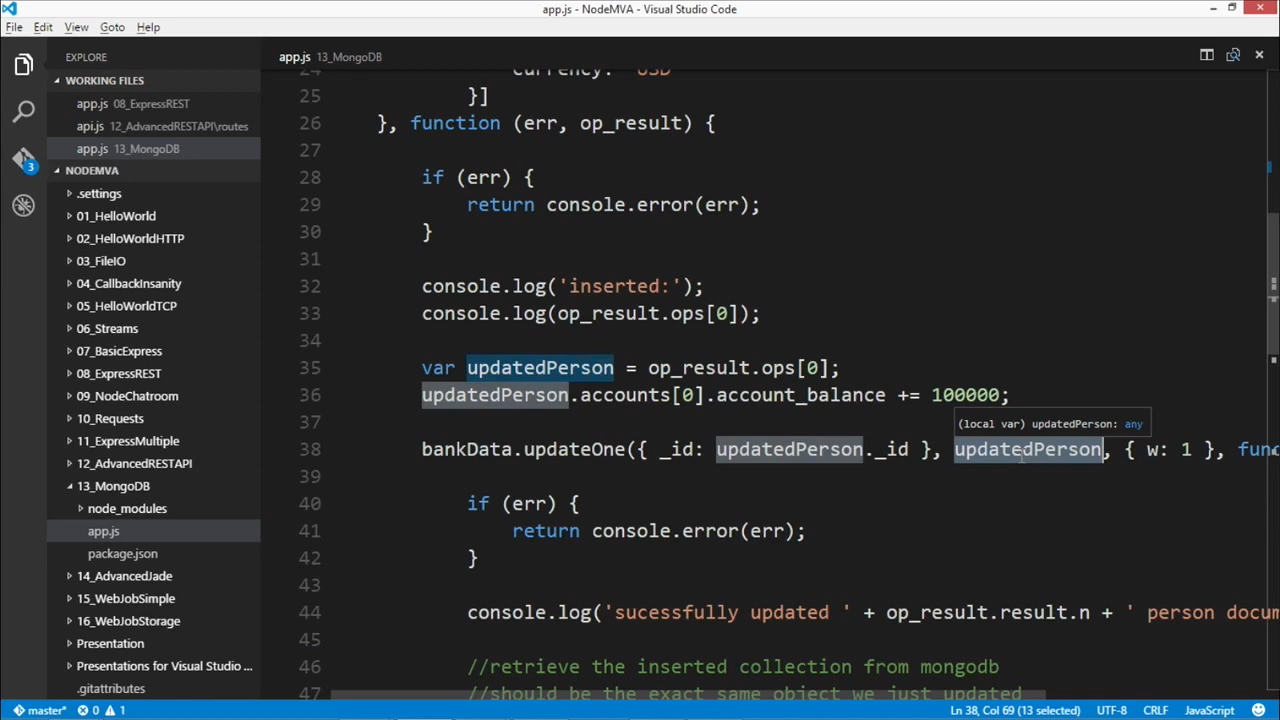 app.js - NodeMVA - Visual Studio Code
File Edit View Goto Help
EXPLORE
WORKING FILES
app.js 08_ExpressREST
api.js 12_AdvancedRESTAPI\routes
app.js 13_MongoDB
NODEMVA
.settings
01_HelloWorld
02_HelloWorldHTTP
03_FileIO
04_CallbackInsanity
05_HelloWorldTCP
06_Streams
07_BasicExpress
08_ExpressREST
09_NodeChatroom
10_Requests
11_ExpressMultiple
12_AdvancedRESTAPI
13_MongoDB
node_modules
app.js
package.json
14_AdvancedJade
15_WebJobSimple
16_WebJobStorage
Presentation
Presentations for Visual Studio ...
.gitattributes
3
app.js 13_MongoDB
24 currency: 'USD'
25 }]
26 }, function (err, op_result) {
27
28 if (err) {
29 return console.error(err);
30 }
31
32 console.log('inserted:');
33 console.log(op_result.ops[0]);
34
35 var updatedPerson = op_result.ops[0];
36 updatedPerson.accounts[0].account_balance += 100000;
37
(local var) updatedPerson: any
38 bankData.updateOne({ _id: updatedPerson._id }, updatedPerson, { w: 1 }, func
39
40 if (err) {
41 return console.error(err);
42 }
43
44 console.log('sucessfully updated ' + op_result.result.n + ' person docum
45
46 //retrieve the inserted collection from mongodb
47 //should be the exact same object we just updated
master* 0 1 Ln 38, Col 69 (13 selected) UTF-8 CRLF JavaScript